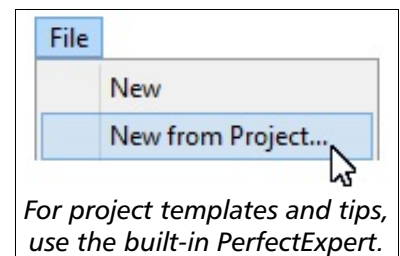 File
New
New from Project...
For project templates and tips,
use the built-in PerfectExpert.